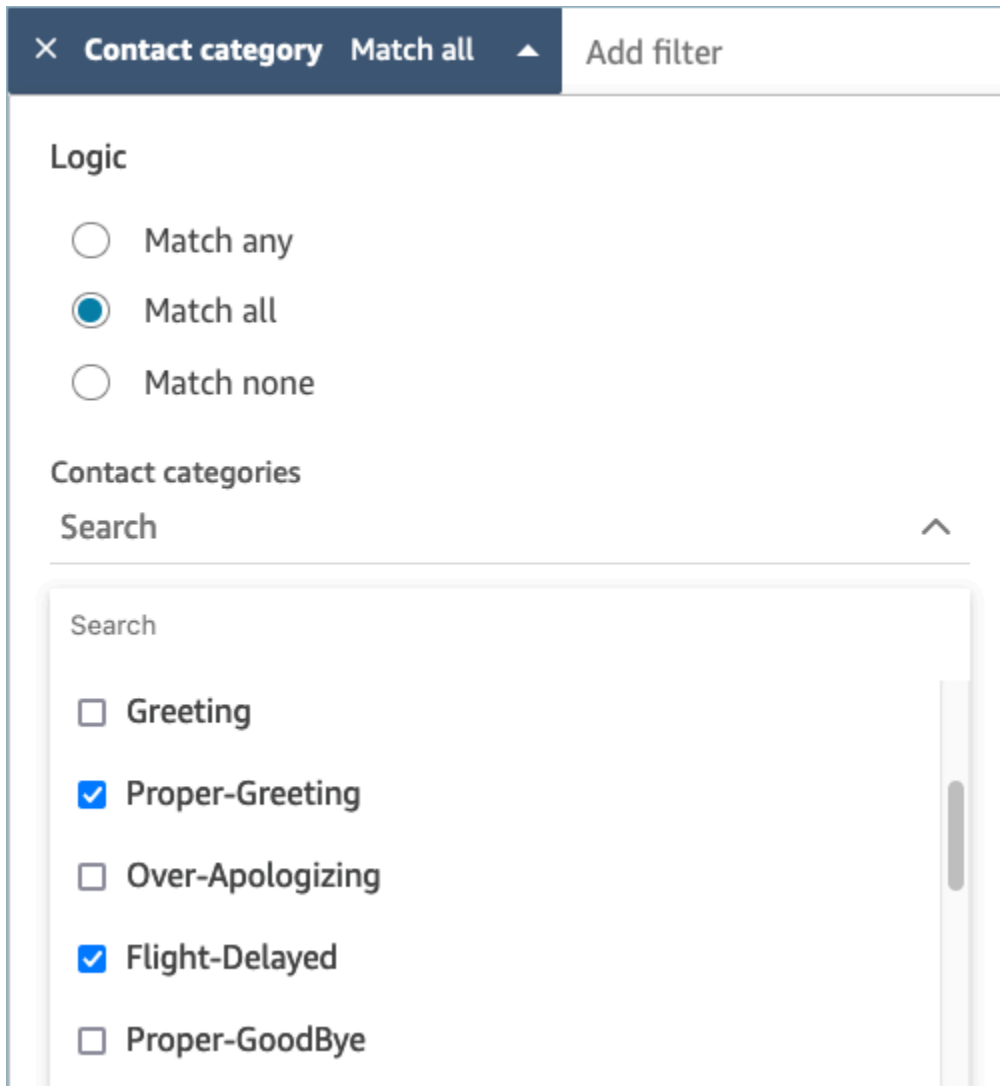 Contact category Match all Add filter
Logic
Match any
Match all
Match none
Contact categories
Search
Search
Greeting
Proper-Greeting
Over-Apologizing
Flight-Delayed
Proper-GoodBye